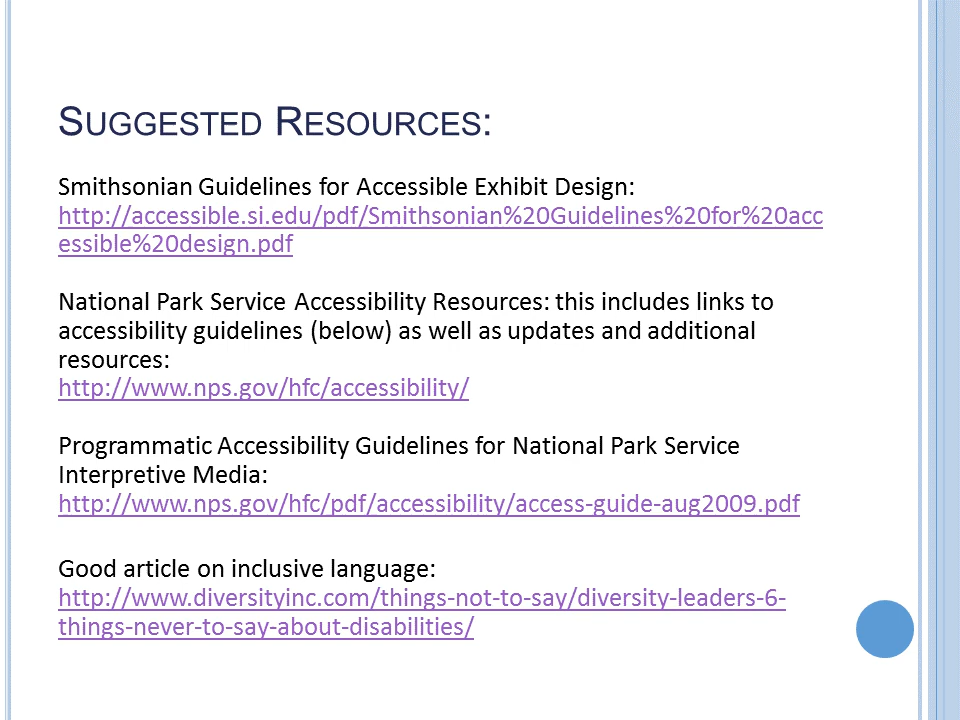 Suggested Resources:
Smithsonian Guidelines for Accessible Exhibit Design:
http://accessible.si.edu/pdf/Smithsonian%20Guidelines%20for%20acc
essible%20design.pdf
National Park Service Accessibility Resources: this includes links to
accessibility guidelines (below) as well as updates and additional
resources:
http://www.nps.gov/hfc/accessibility/
Programmatic Accessibility Guidelines for National Park Service
Interpretive Media:
http://www.nps.gov/hfc/pdf/accessibility/access-guide-aug2009.pdf
Good article on inclusive language:
http://www.diversityinc.com/things-not-to-say/diversity-leaders-6-
things-never-to-say-about-disabilities/